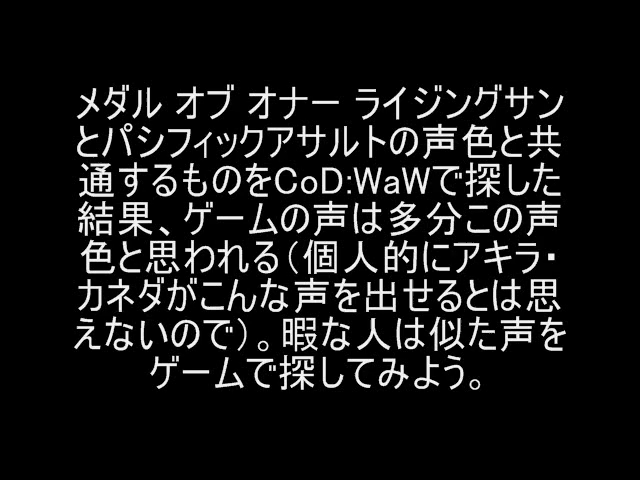 メダル オブ オナー ライジングサン
とパシフィックアサルトの声色と共
通するものをCoD:WaWで探した
結果、ゲームの声は多分この声
色と思われる（個人的にアキラ・
カネダがこんな声を出せるとは思
えないので）。暇な人は似た声を
ゲームで探してみよう。